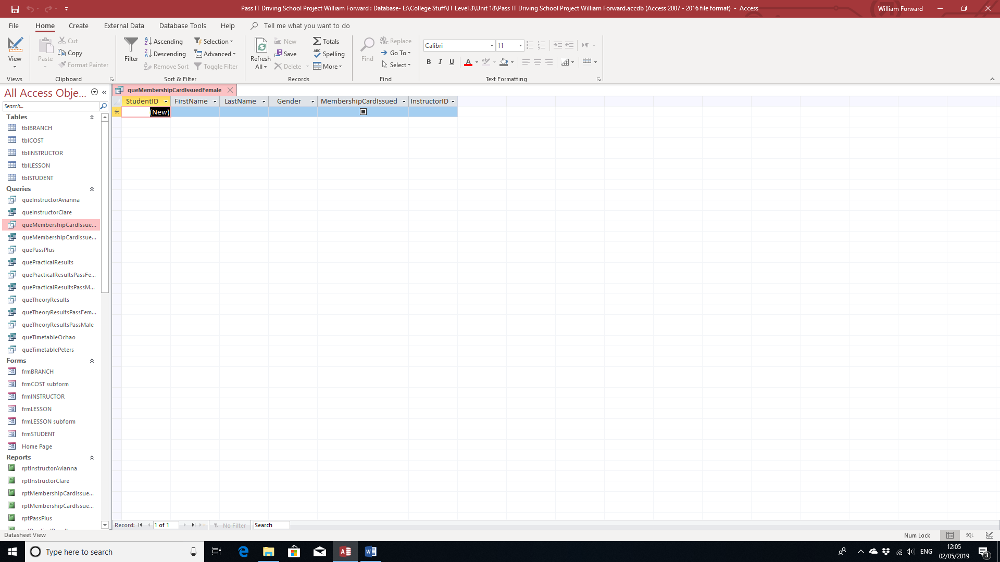 Pass IT Driving School Project William Forward : Database- E:\College Stuff\IT Level 3\Unit 18\Pass IT Driving School Project William Forward.accdb (Access 2007 - 2016 file format) - Access
William Forward
File Home Create External Data Database Tools Help Tell me what you want to do
View
Views
Paste
Cut
Copy
Format Painter
Clipboard
Filter
Ascending
Descending
Remove Sort
Selection
Advanced
Toggle Filter
Sort & Filter
Refresh
All
New
Save
Delete
Totals
Spelling
More
Records
Find
Replace
Go To
Select
Find
Calibri 11
B I U A
Text Formatting
All Access Obje...
Search...
Tables
tblBRANCH
tblCOST
tblINSTRUCTOR
tblLESSON
tblSTUDENT
Queries
queInstructorAvianna
queInstructorClare
queMembershipCardIssue...
queMembershipCardIssue...
quePassPlus
quePracticalResults
quePracticalResultsPassFe...
quePracticalResultsPassM...
queTheoryResults
queTheoryResultsPassFem...
queTheoryResultsPassMale
queTimetableOchao
queTimetablePeters
Forms
frmBRANCH
frmCOST subform
frmINSTRUCTOR
frmLESSON
frmLESSON subform
frmSTUDENT
Home Page
Reports
rptInstructorAvianna
rptInstructorClare
rptMembershipCardIssue...
rptMembershipCardIssue...
rptPassPlus
queMembershipCardIssuedFemale
StudentID FirstName LastName Gender MembershipCardIssued InstructorID
(New)
Record: 1 of 1 No Filter Search
Datasheet View
Num Lock
SQL
Type here to search
ENG
12:05
02/05/2019
3